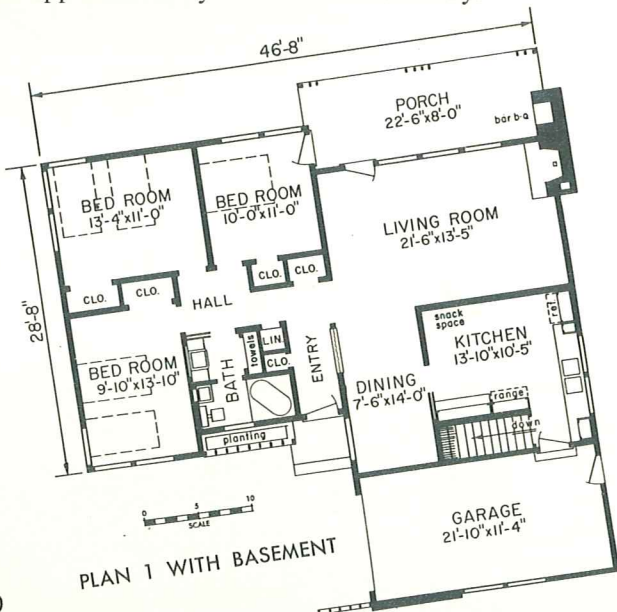 46'-8"
PORCH
22'-6"x8'-0"
bar b-q
28'-8"
BED ROOM
13'-4"x11'-0"
BED ROOM
10'-0"x11'-0"
LIVING ROOM
21'-6"x13'-5"
CLO.
CLO.
CLO.
CLO.
HALL
snack
space
ref.
KITCHEN
13'-10"x10'-5"
BED ROOM
9'-10"x13'-10"
BATH
towels
LIN.
CLO.
ENTRY
DINING
7'-6"x14'-0"
range
down
planting
0 5 10
SCALE
GARAGE
21'-10"x11'-4"
PLAN 1 WITH BASEMENT